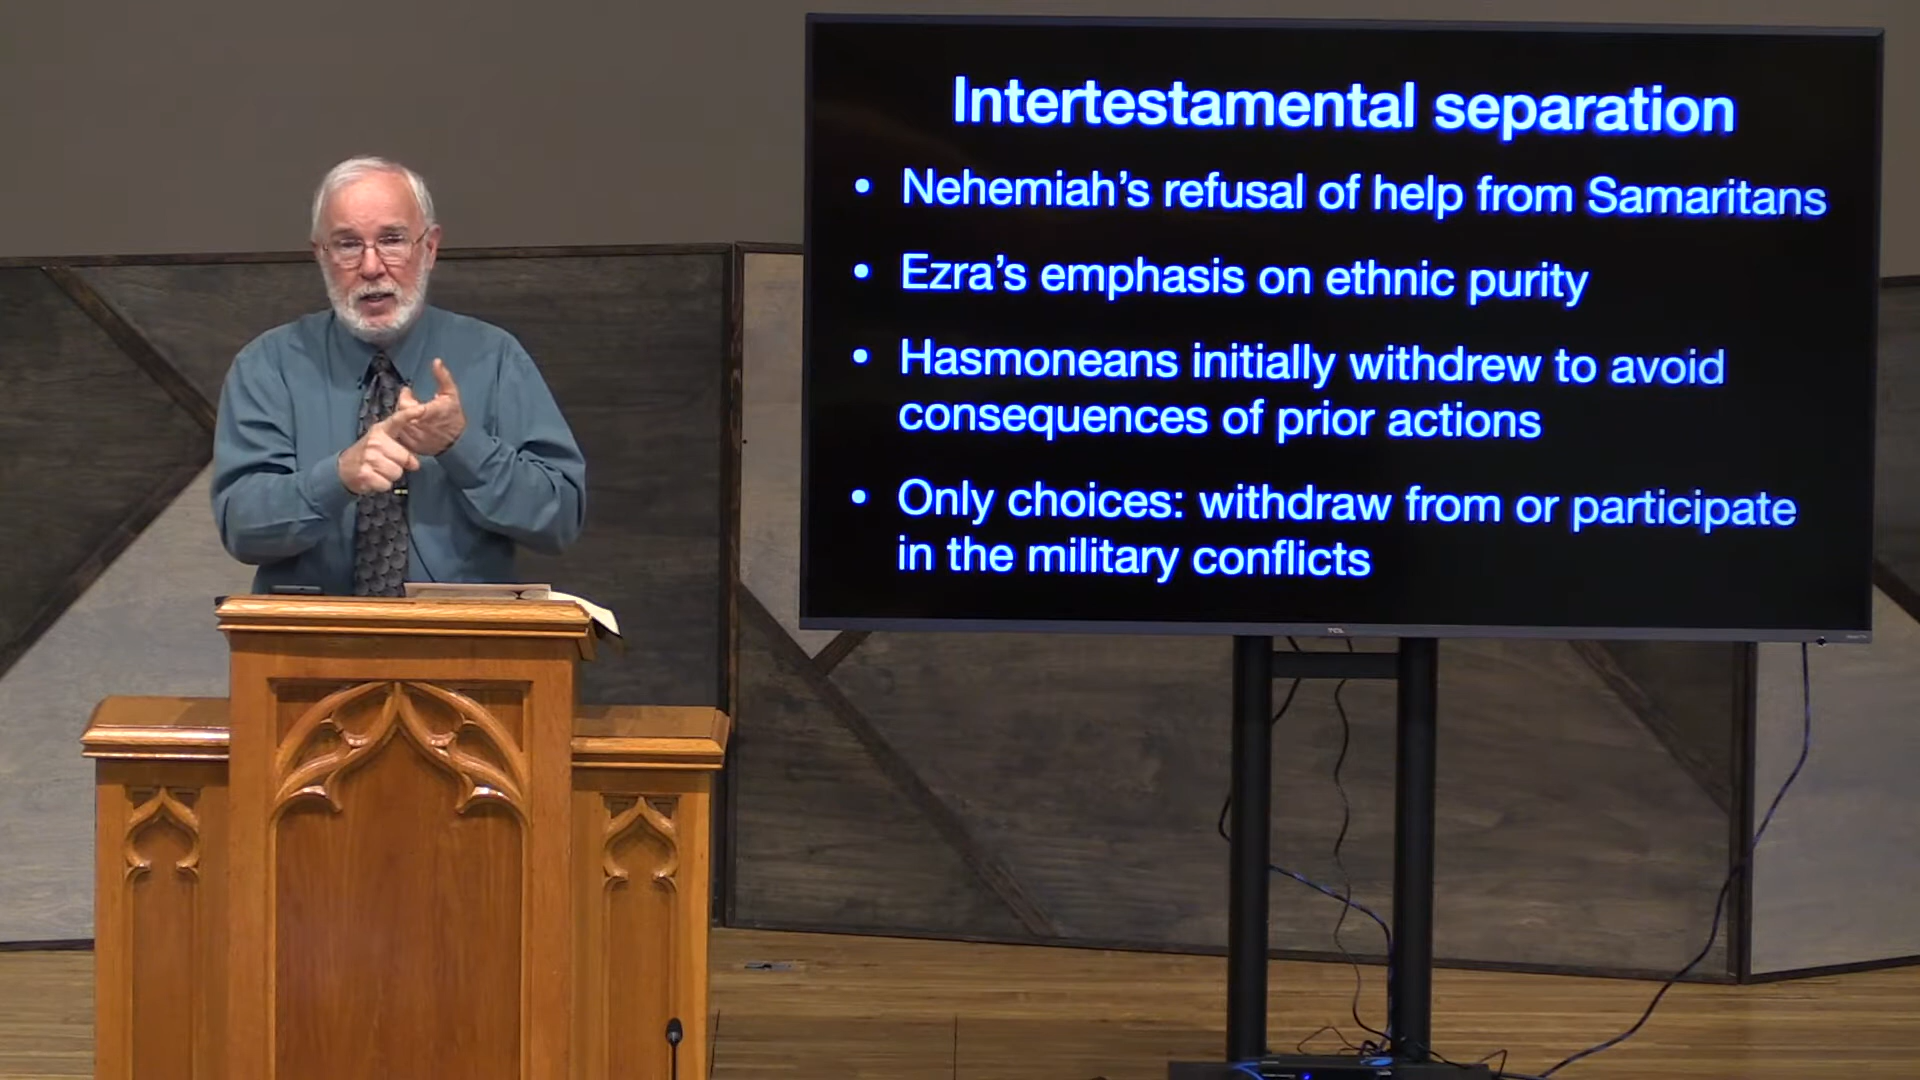 Intertestamental separation
• Nehemiah’s refusal of help from Samaritans
• Ezra’s emphasis on ethnic purity
• Hasmoneans initially withdrew to avoid
consequences of prior actions
• Only choices: withdraw from or participate
in the military conflicts
TCL